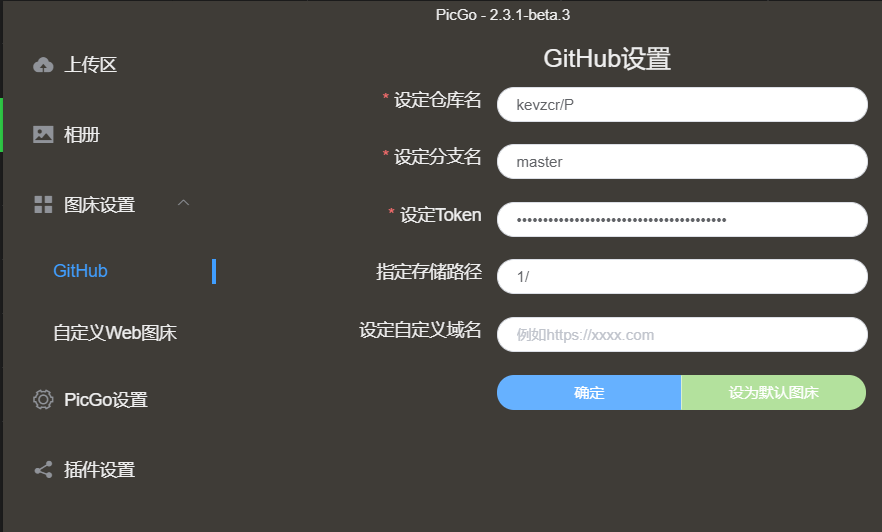 PicGo - 2.3.1-beta.3
上传区
相册
图床设置
GitHub
自定义Web图床
PicGo设置
插件设置
GitHub设置
* 设定仓库名
kevzcr/P
* 设定分支名
master
* 设定Token
••••••••••••••••••••••••••••••••••••••••
指定存储路径
1/
设定自定义域名
例如https://xxxx.com
确定
设为默认图床